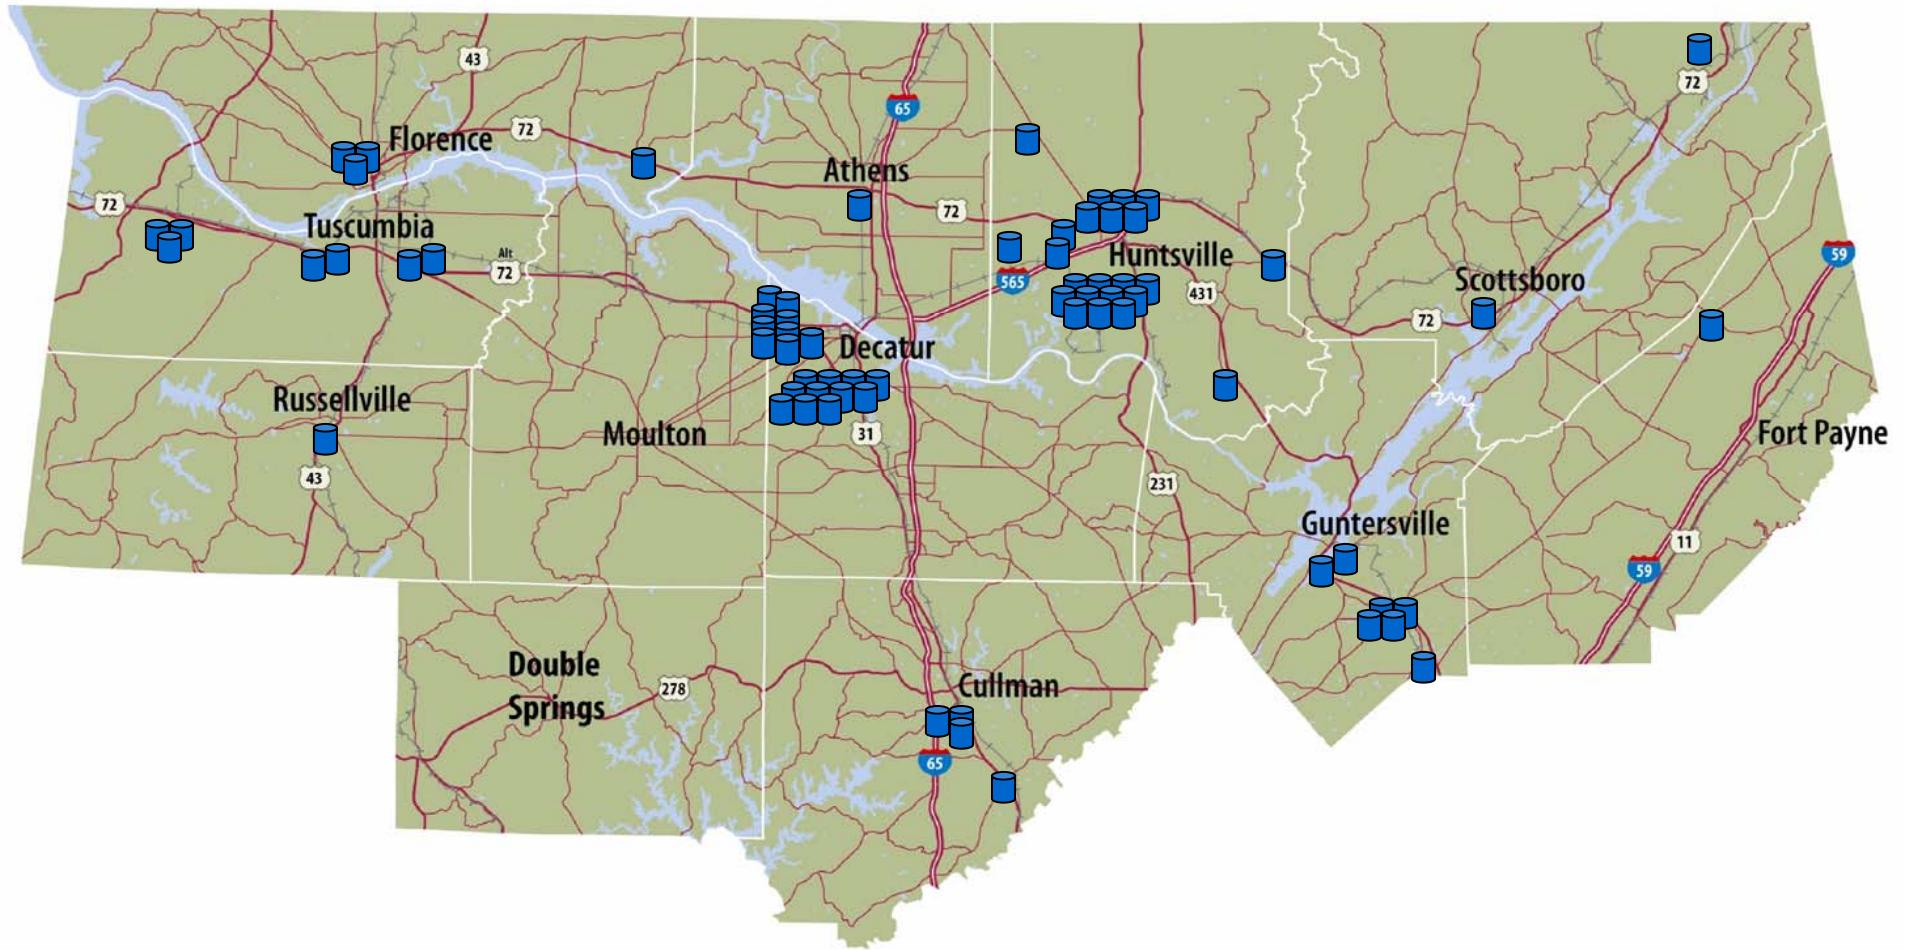 43
72
65
Florence
72
Athens
72
72
Tuscumbia
Alt
72
Huntsville
565
431
59
Scottsboro
72
Decatur
Russellville
Moulton
31
43
Fort Payne
231
Guntersville
11
59
Double
Springs
278
Cullman
65